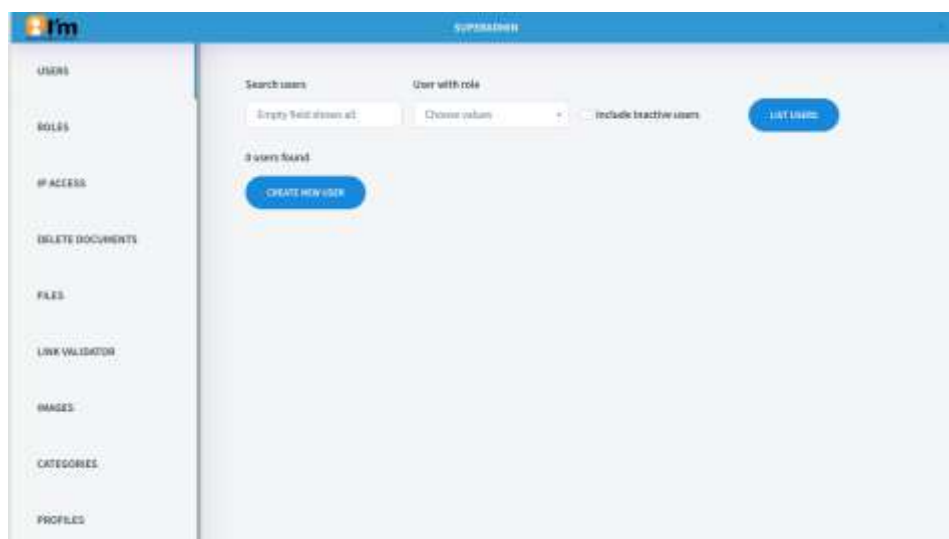 I'm
SUPERADMIN
USERS
ROLES
IP ACCESS
DELETE DOCUMENTS
FILES
LINK VALIDATOR
IMAGES
CATEGORIES
PROFILES
Search users
User with role
Empty field shows all
Choose values
Include Inactive users
LIST USERS
0 users found
CREATE NEW USER